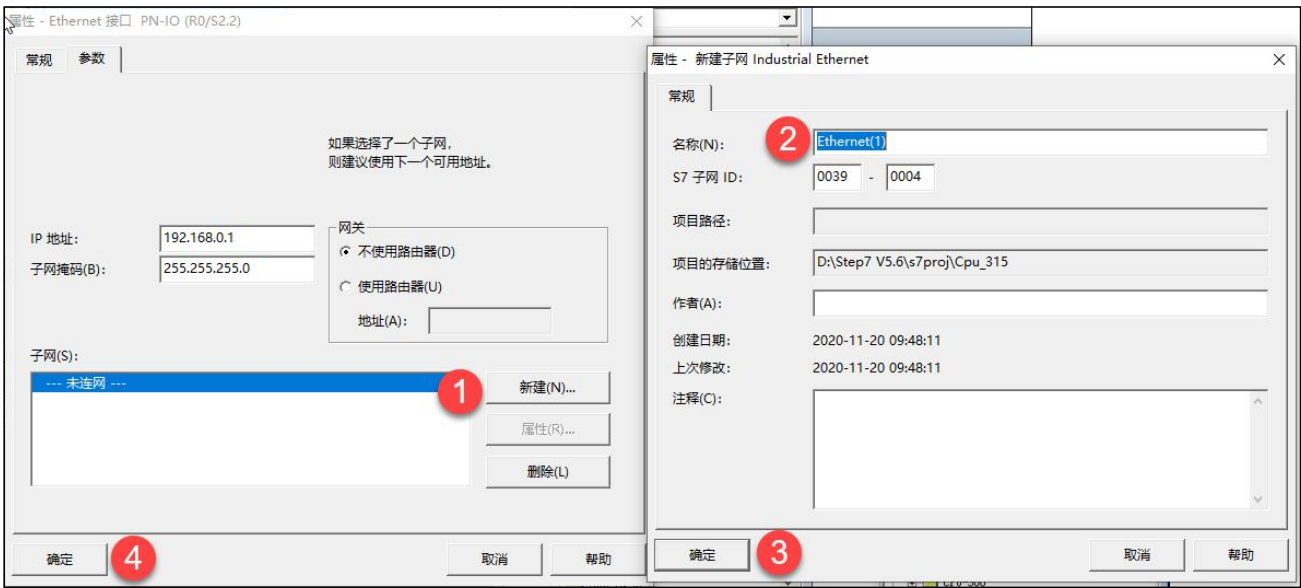 属性 - Ethernet 接口 PN-IO (R0/S2.2)
常规 参数
如果选择了一个子网，
则建议使用下一个可用地址。
IP 地址: 192.168.0.1
子网掩码(B): 255.255.255.0
网关
不使用路由器(D)
使用路由器(U)
地址(A):
子网(S):
--- 未连网 ---
1
新建(N)...
属性(R)...
删除(L)
确定
4
取消
帮助
属性 - 新建子网 Industrial Ethernet
常规
名称(N): 2 Ethernet(1)
S7 子网 ID: 0039 - 0004
项目路径:
项目的存储位置: D:\Step7 V5.6\s7proj\Cpu_315
作者(A):
创建日期: 2020-11-20 09:48:11
上次修改: 2020-11-20 09:48:11
注释(C):
确定
3
取消
帮助